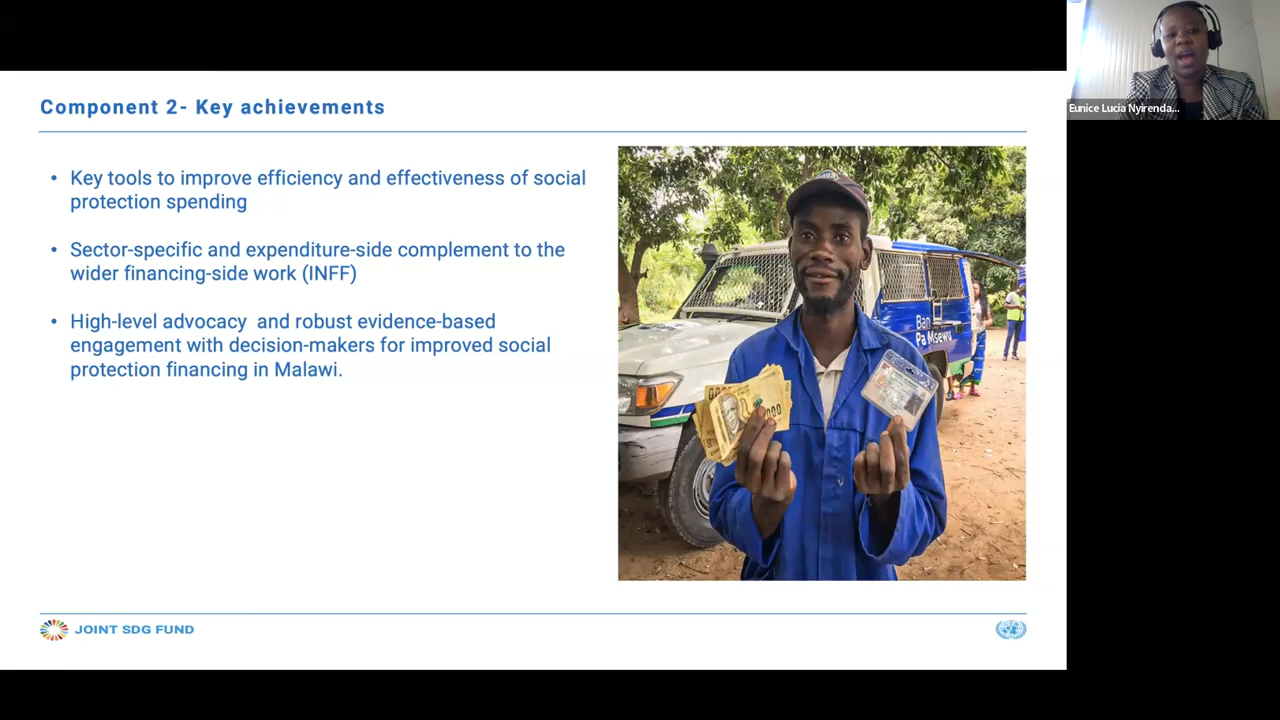 Component 2- Key achievements
• Key tools to improve efficiency and effectiveness of social
protection spending
• Sector-specific and expenditure-side complement to the
wider financing-side work (INFF)
• High-level advocacy and robust evidence-based
engagement with decision-makers for improved social
protection financing in Malawi.
Pa Msewu
JOINT SDG FUND
Eunice Lucia Nyirenda...